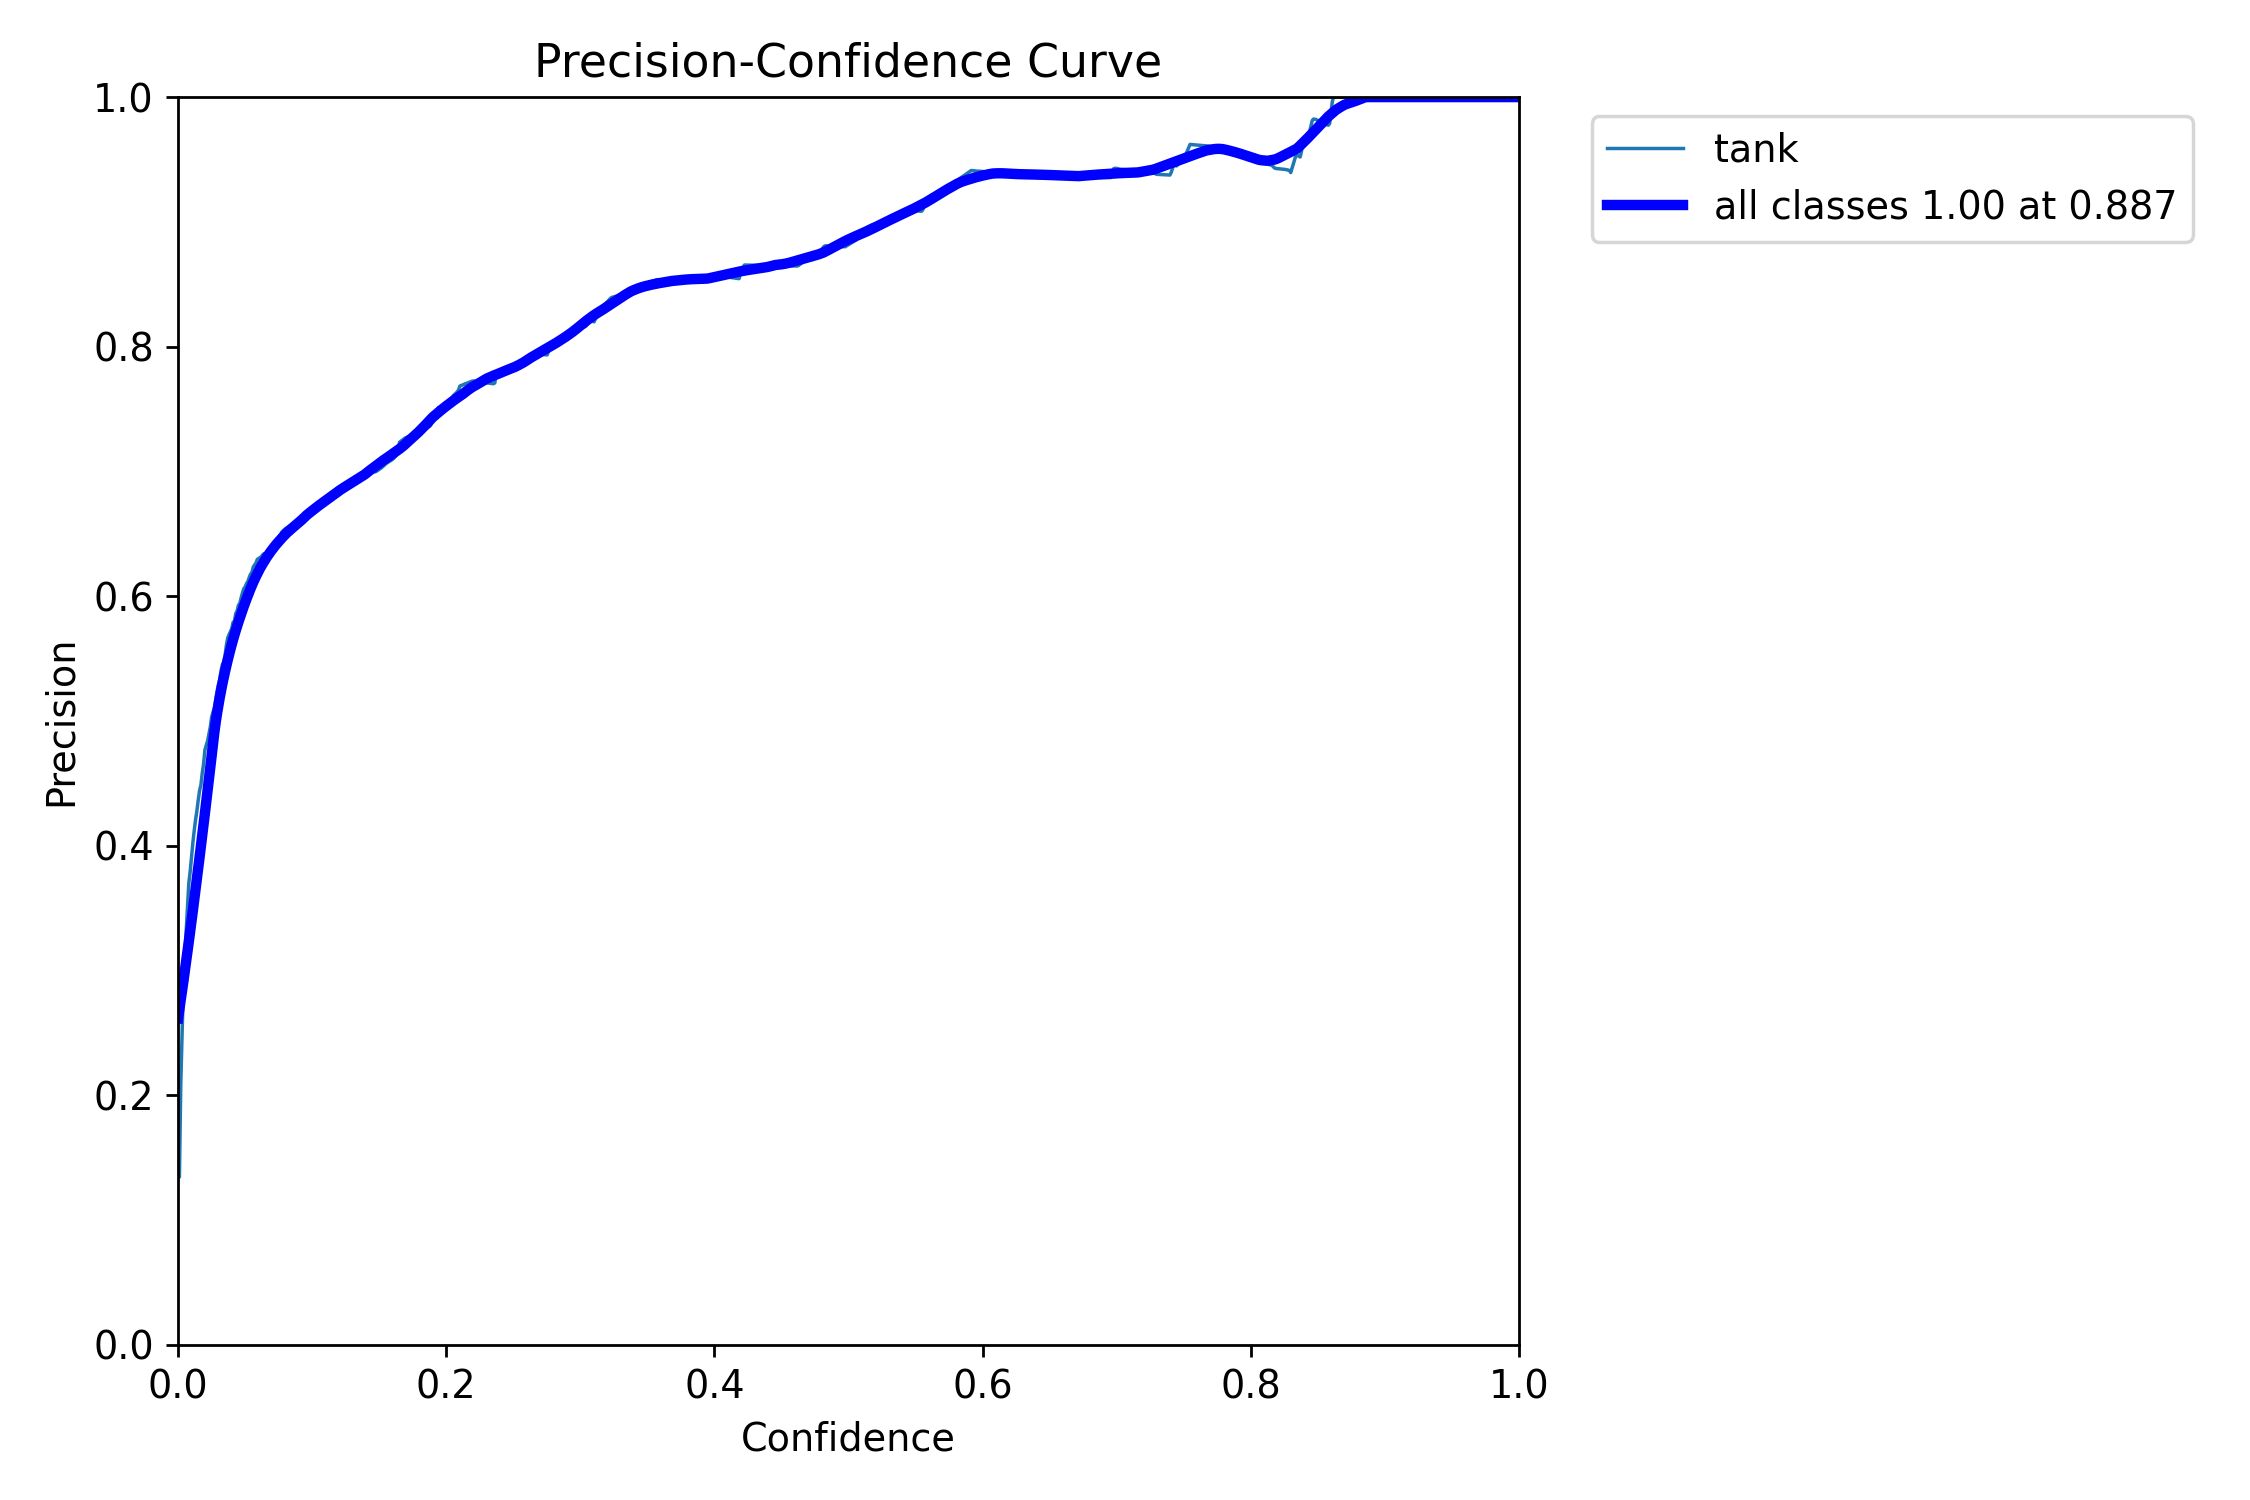 Precision-Confidence Curve
1.0
0.8
0.6
0.4
0.2
0.0
Precision
0.0 0.2 0.4 0.6 0.8 1.0
Confidence
tank
all classes 1.00 at 0.887